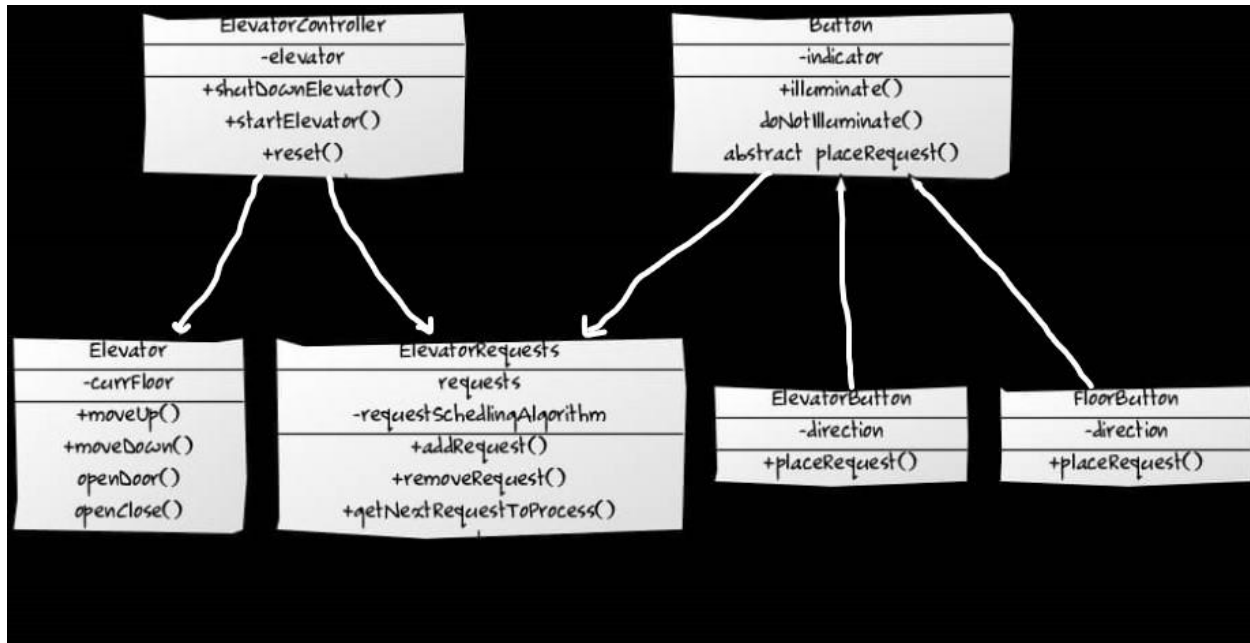 ElevatorController
-elevator
+shutDownElevator()
+startElevator()
+reset()
Button
-indicator
+illuminate()
doNotIlluminate()
abstract placeRequest()
Elevator
-currFloor
+moveUp()
+moveDown()
openDoor()
openClose()
ElevatorRequests
requests
-requestSchedlingAlgorithm
+addRequest()
+removeRequest()
+getNextRequestToProcess()
ElevatorButton
-direction
+placeRequest()
FloorButton
-direction
+placeRequest()